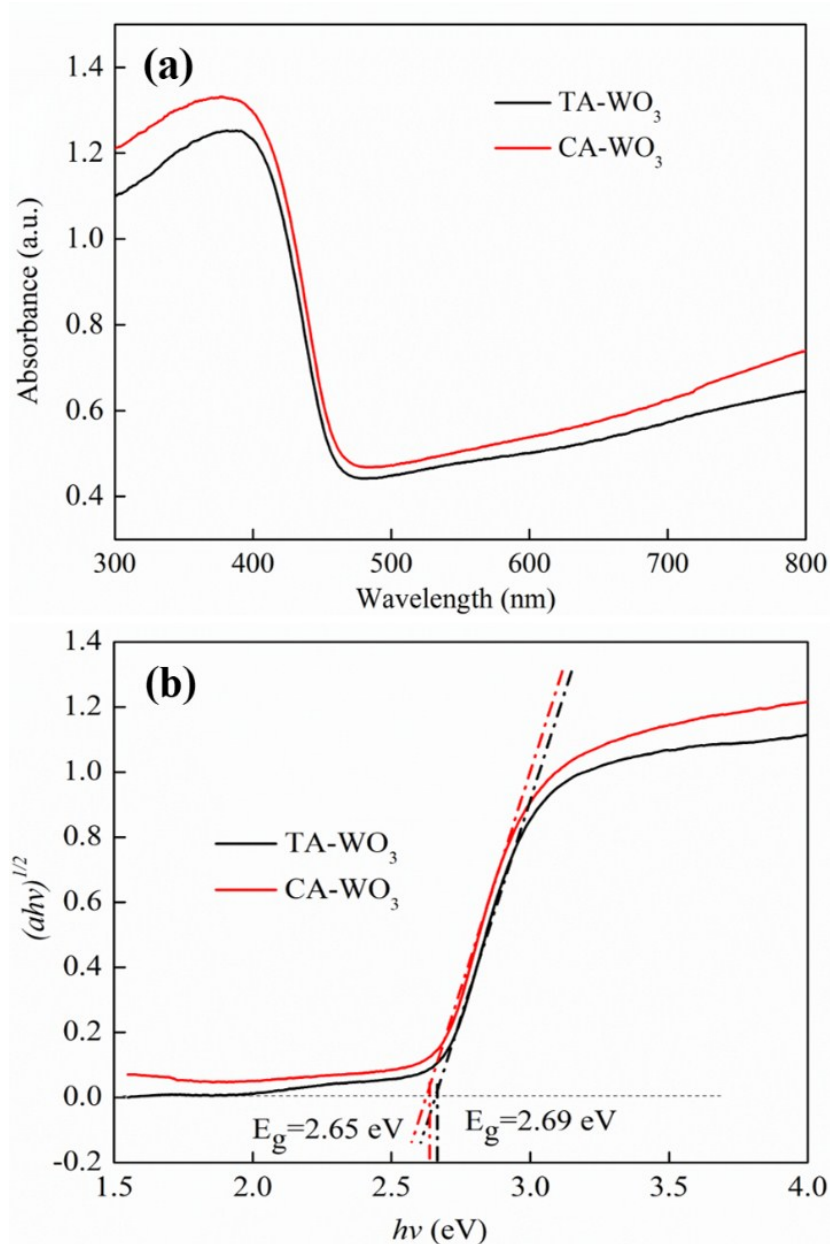 (a)
1.4
1.2
1.0
0.8
0.6
0.4
Absorbance (a.u.)
TA-WO₃
CA-WO₃
300 400 500 600 700 800
Wavelength (nm)
(b)
1.4
1.2
1.0
0.8
0.6
0.4
0.2
0.0
-0.2
(ahv)^1/2
TA-WO₃
CA-WO₃
E_g=2.65 eV
E_g=2.69 eV
1.5 2.0 2.5 3.0 3.5 4.0
hv (eV)